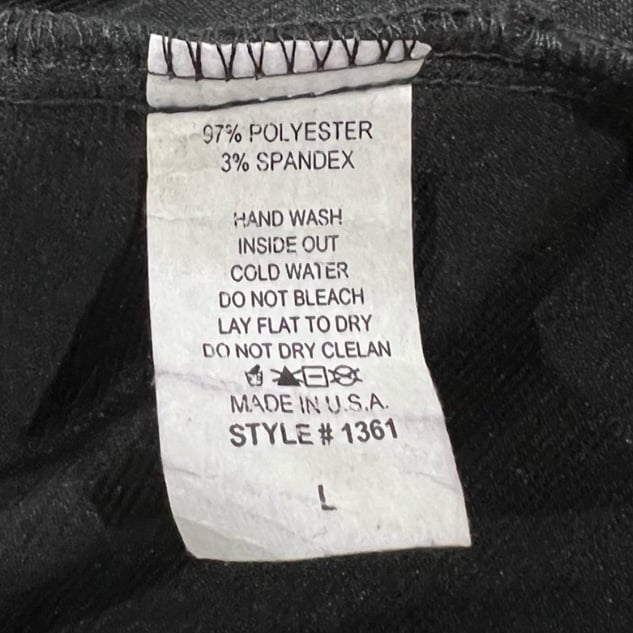 97% POLYESTER
3% SPANDEX
HAND WASH
INSIDE OUT
COLD WATER
DO NOT BLEACH
LAY FLAT TO DRY
DO NOT DRY CLELAN
MADE IN U.S.A.
STYLE # 1361
L